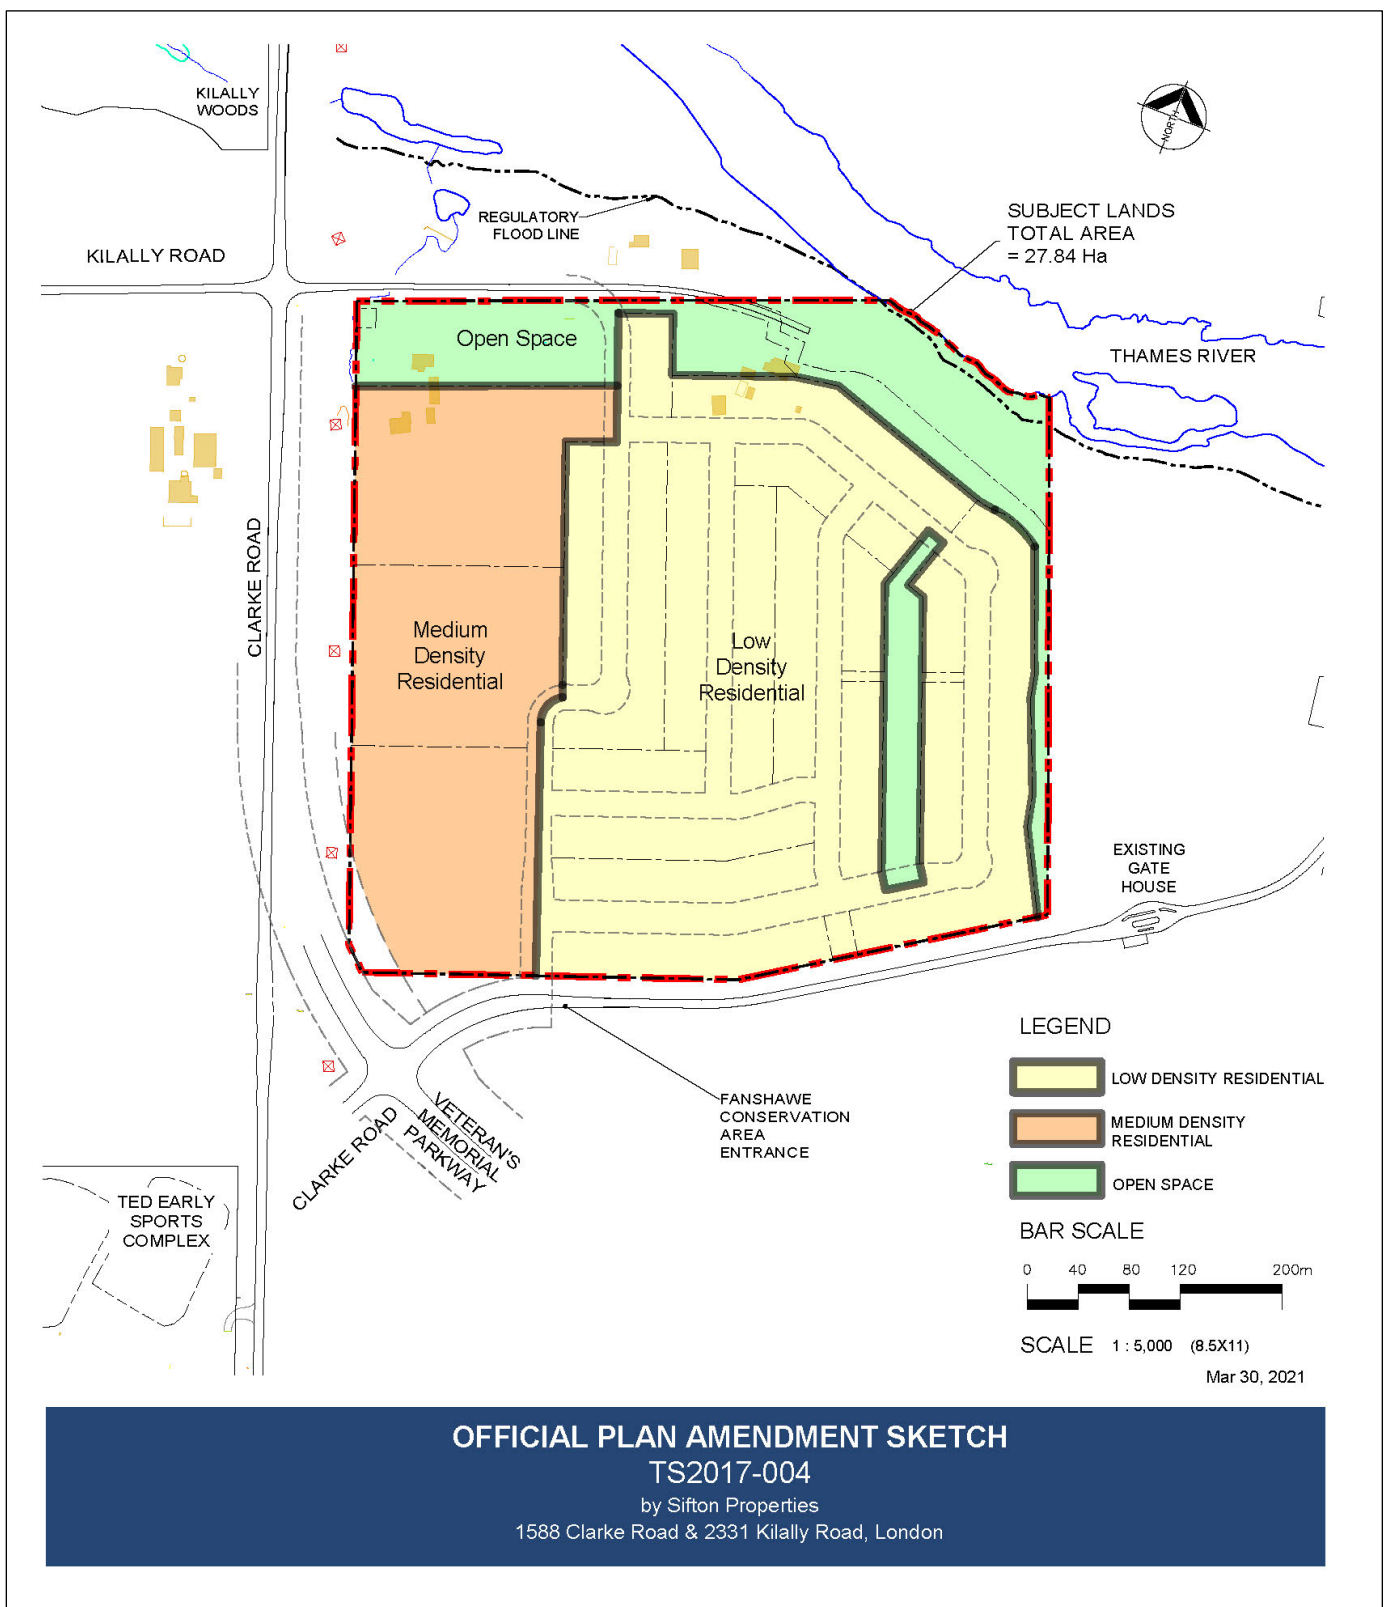 KILALLY
WOODS
NORTH
SUBJECT LANDS
TOTAL AREA
= 27.84 Ha
REGULATORY
FLOOD LINE
KILALLY ROAD
Open Space
THAMES RIVER
CLARKE ROAD
Medium
Density
Residential
Low
Density
Residential
EXISTING
GATE
HOUSE
FANSHAWE
CONSERVATION
AREA
ENTRANCE
CLARKE ROAD
VETERAN'S
MEMORIAL
PARKWAY
TED EARLY
SPORTS
COMPLEX
LEGEND
LOW DENSITY RESIDENTIAL
MEDIUM DENSITY
RESIDENTIAL
OPEN SPACE
BAR SCALE
0 40 80 120 200m
SCALE 1 : 5,000 (8.5X11)
Mar 30, 2021
OFFICIAL PLAN AMENDMENT SKETCH
TS2017-004
by Sifton Properties
1588 Clarke Road & 2331 Kilally Road, London